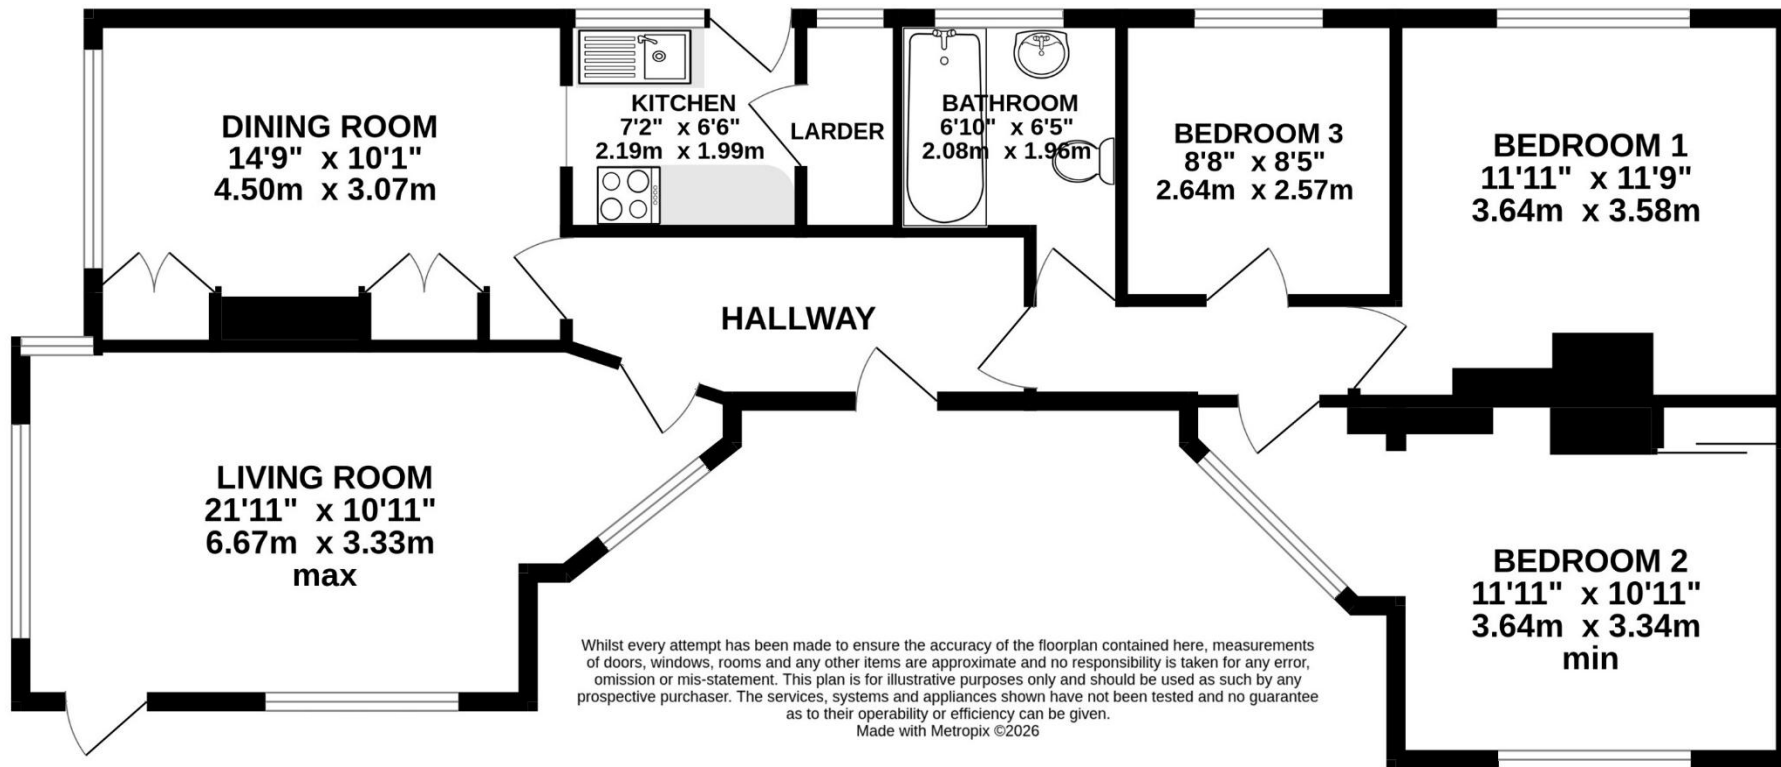 DINING ROOM
14'9" x 10'1"
4.50m x 3.07m
KITCHEN
7'2" x 6'6"
2.19m x 1.99m
LARDER
BATHROOM
6'10" x 6'5"
2.08m x 1.96m
BEDROOM 3
8'8" x 8'5"
2.64m x 2.57m
BEDROOM 1
11'11" x 11'9"
3.64m x 3.58m
HALLWAY
LIVING ROOM
21'11" x 10'11"
6.67m x 3.33m
max
BEDROOM 2
11'11" x 10'11"
3.64m x 3.34m
min
Whilst every attempt has been made to ensure the accuracy of the floorplan contained here, measurements
of doors, windows, rooms and any other items are approximate and no responsibility is taken for any error,
omission or mis-statement. This plan is for illustrative purposes only and should be used as such by any
prospective purchaser. The services, systems and appliances shown have not been tested and no guarantee
as to their operability or efficiency can be given.
Made with Metropix ©2026